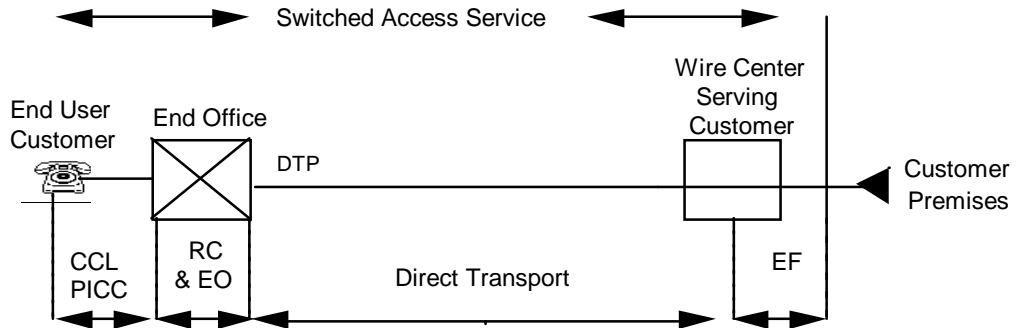 Switched Access Service
Wire Center
Serving
Customer
End User
Customer
End Office
DTP
Customer
Premises
CCL
PICC
RC
& EO
Direct Transport
EF